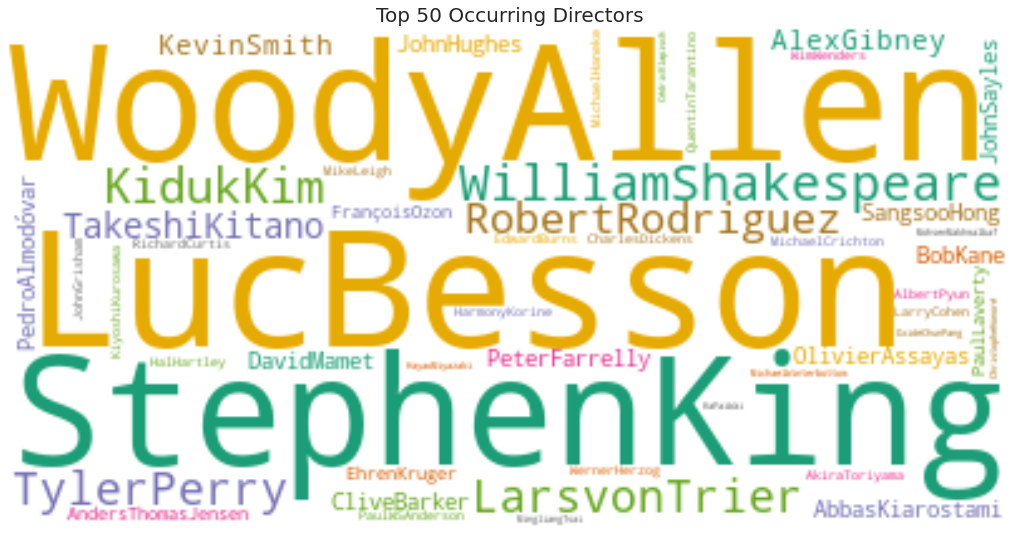 Top 50 Occurring Directors
KevinSmith
JohnHughes
MichaelHaneke
QuentinTarantino
AlexGibney
WimWenders
JohnSayles
WoodyAllen
MikeLeigh
KidukKim
WilliamShakespeare
PedroAlmodóvar
TakeshiKitano
FrançoisOzon
RobertRodriguez
SangsooHong
RichardCurtis
EdwardBurns
CharlesDickens
MichaelCrichton
JohnGrisham
KiyoshiKurosawa
LucBesson
BobKane
AlbertPyun
LarryCohen
PaulLaverty
HarmonyKorine
HalHartley
DavidMamet
HayaoMiyazaki
PeterFarrelly
OlivierAssayas
MichaelWinterbottom
StephenKing
TylerPerry
EhrenKruger
WernerHerzog
AkiraToriyama
AndersThomasJensen
CliveBarker
PaulWSAnderson
LarsvonTrier
AbbasKiarostami